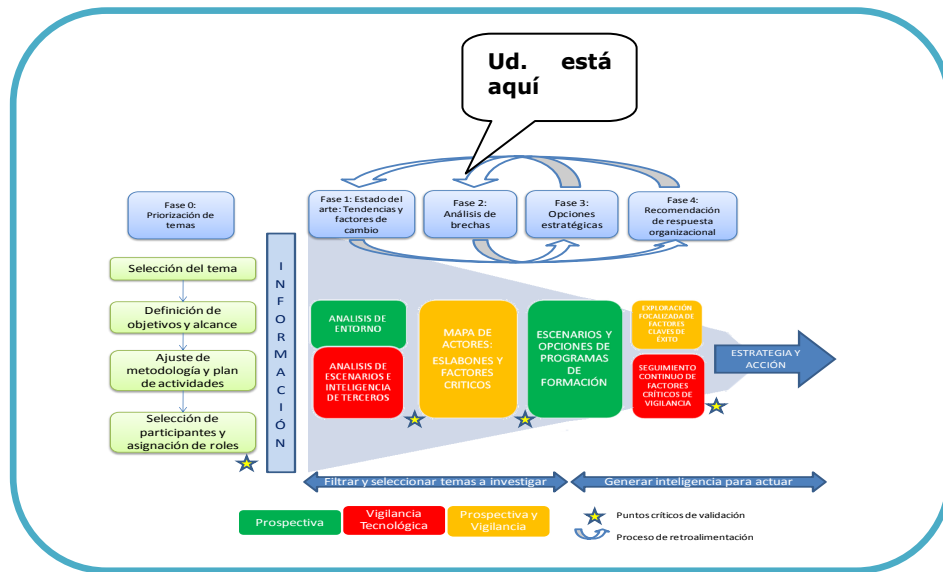 Ud. está
aquí
Fase 0:
Priorización de
temas
Fase 1: Estado del
arte: Tendencias y
factores de
cambio
Fase 2:
Análisis de
brechas
Fase 3:
Opciones
estratégicas
Fase 4:
Recomendación
de respuesta
organizacional
Selección del tema
Definición de
objetivos y alcance
Ajuste de
metodología y plan
de actividades
Selección de
participantes y
asignación de roles
INFORMACIÓN
ANALISIS DE
ENTORNO
ANALISIS DE
ESCENARIOS E
INTELIGENCIA DE
TERCEROS
MAPA DE
ACTORES:
ESLABONES Y
FACTORES
CRITICOS
ESCENARIOS Y
OPCIONES DE
PROGRAMAS
DE
FORMACIÓN
EXPLORACIÓN
FOCALIZADA DE
FACTORES
CLAVES DE
ÉXITO
SEGUIMIENTO
CONTINUO DE
FACTORES
CRÍTICOS DE
VIGILANCIA
ESTRATEGIA Y
ACCIÓN
Filtrar y seleccionar temas a investigar
Generar inteligencia para actuar
Prospectiva
Vigilancia
Tecnológica
Prospectiva y
Vigilancia
Puntos críticos de validación
Proceso de retroalimentación